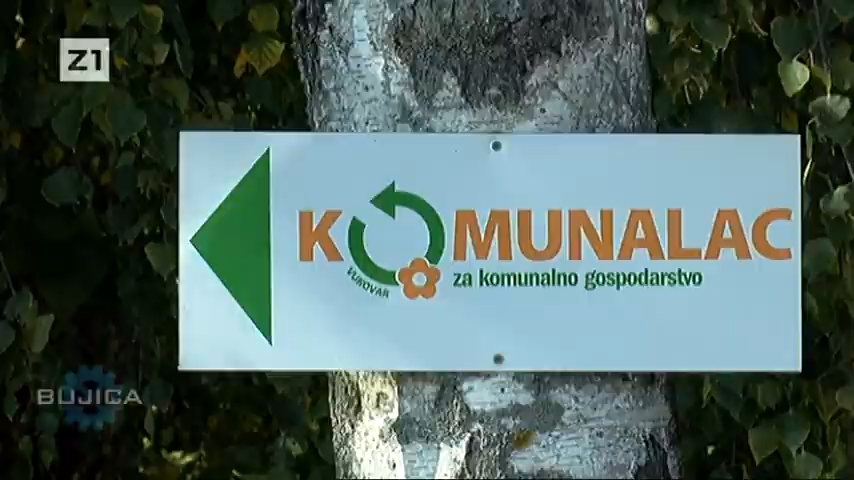 Z1
KOMUNALAC
VUKOVAR
za komunalno gospodarstvo
BUJICA